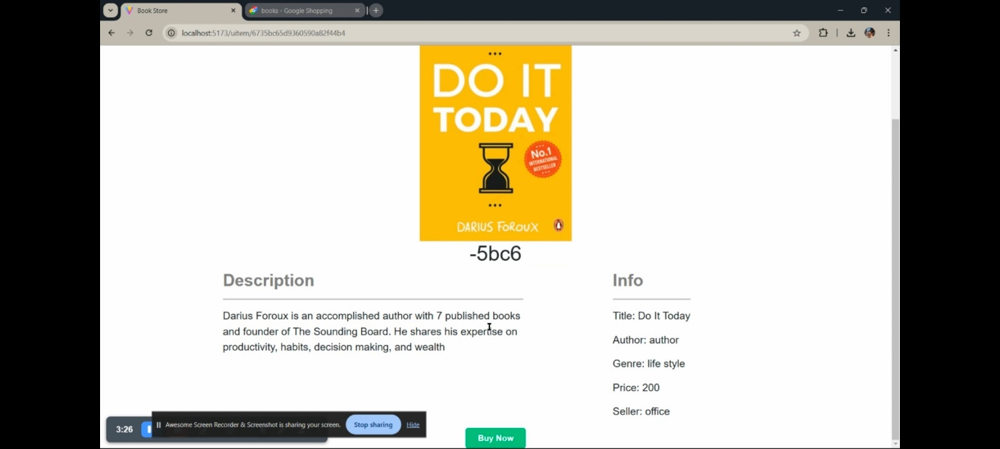 Book Store
books - Google Shopping
localhost:5173/uitem/6735bc65d9360590a82f44b4
DO IT
TODAY
No.1
INTERNATIONAL
BESTSELLER
DARIUS FOROUX
-5bc6
Description
Info
Darius Foroux is an accomplished author with 7 published books
and founder of The Sounding Board. He shares his expertise on
productivity, habits, decision making, and wealth
Title: Do It Today
Author: author
Genre: life style
Price: 200
Seller: office
3:26
Awesome Screen Recorder & Screenshot is sharing your screen.
Stop sharing
Hide
Buy Now